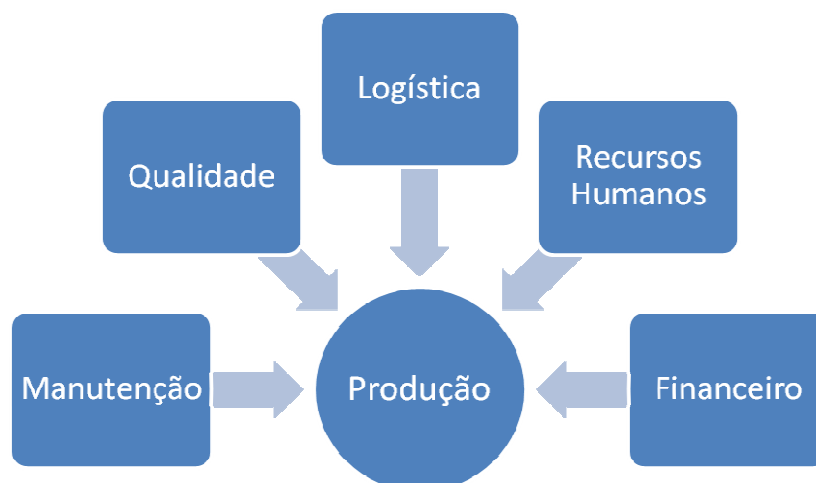 Logística
Qualidade
Recursos
Humanos
Manutenção
Produção
Financeiro